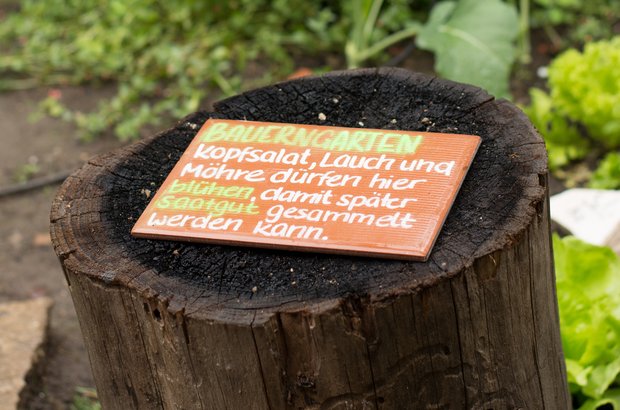 BAUERNGARTEN
Kopfsalat, Lauch und
Möhre dürfen hier
blühen, damit später
Saatgut gesammelt
werden kann.